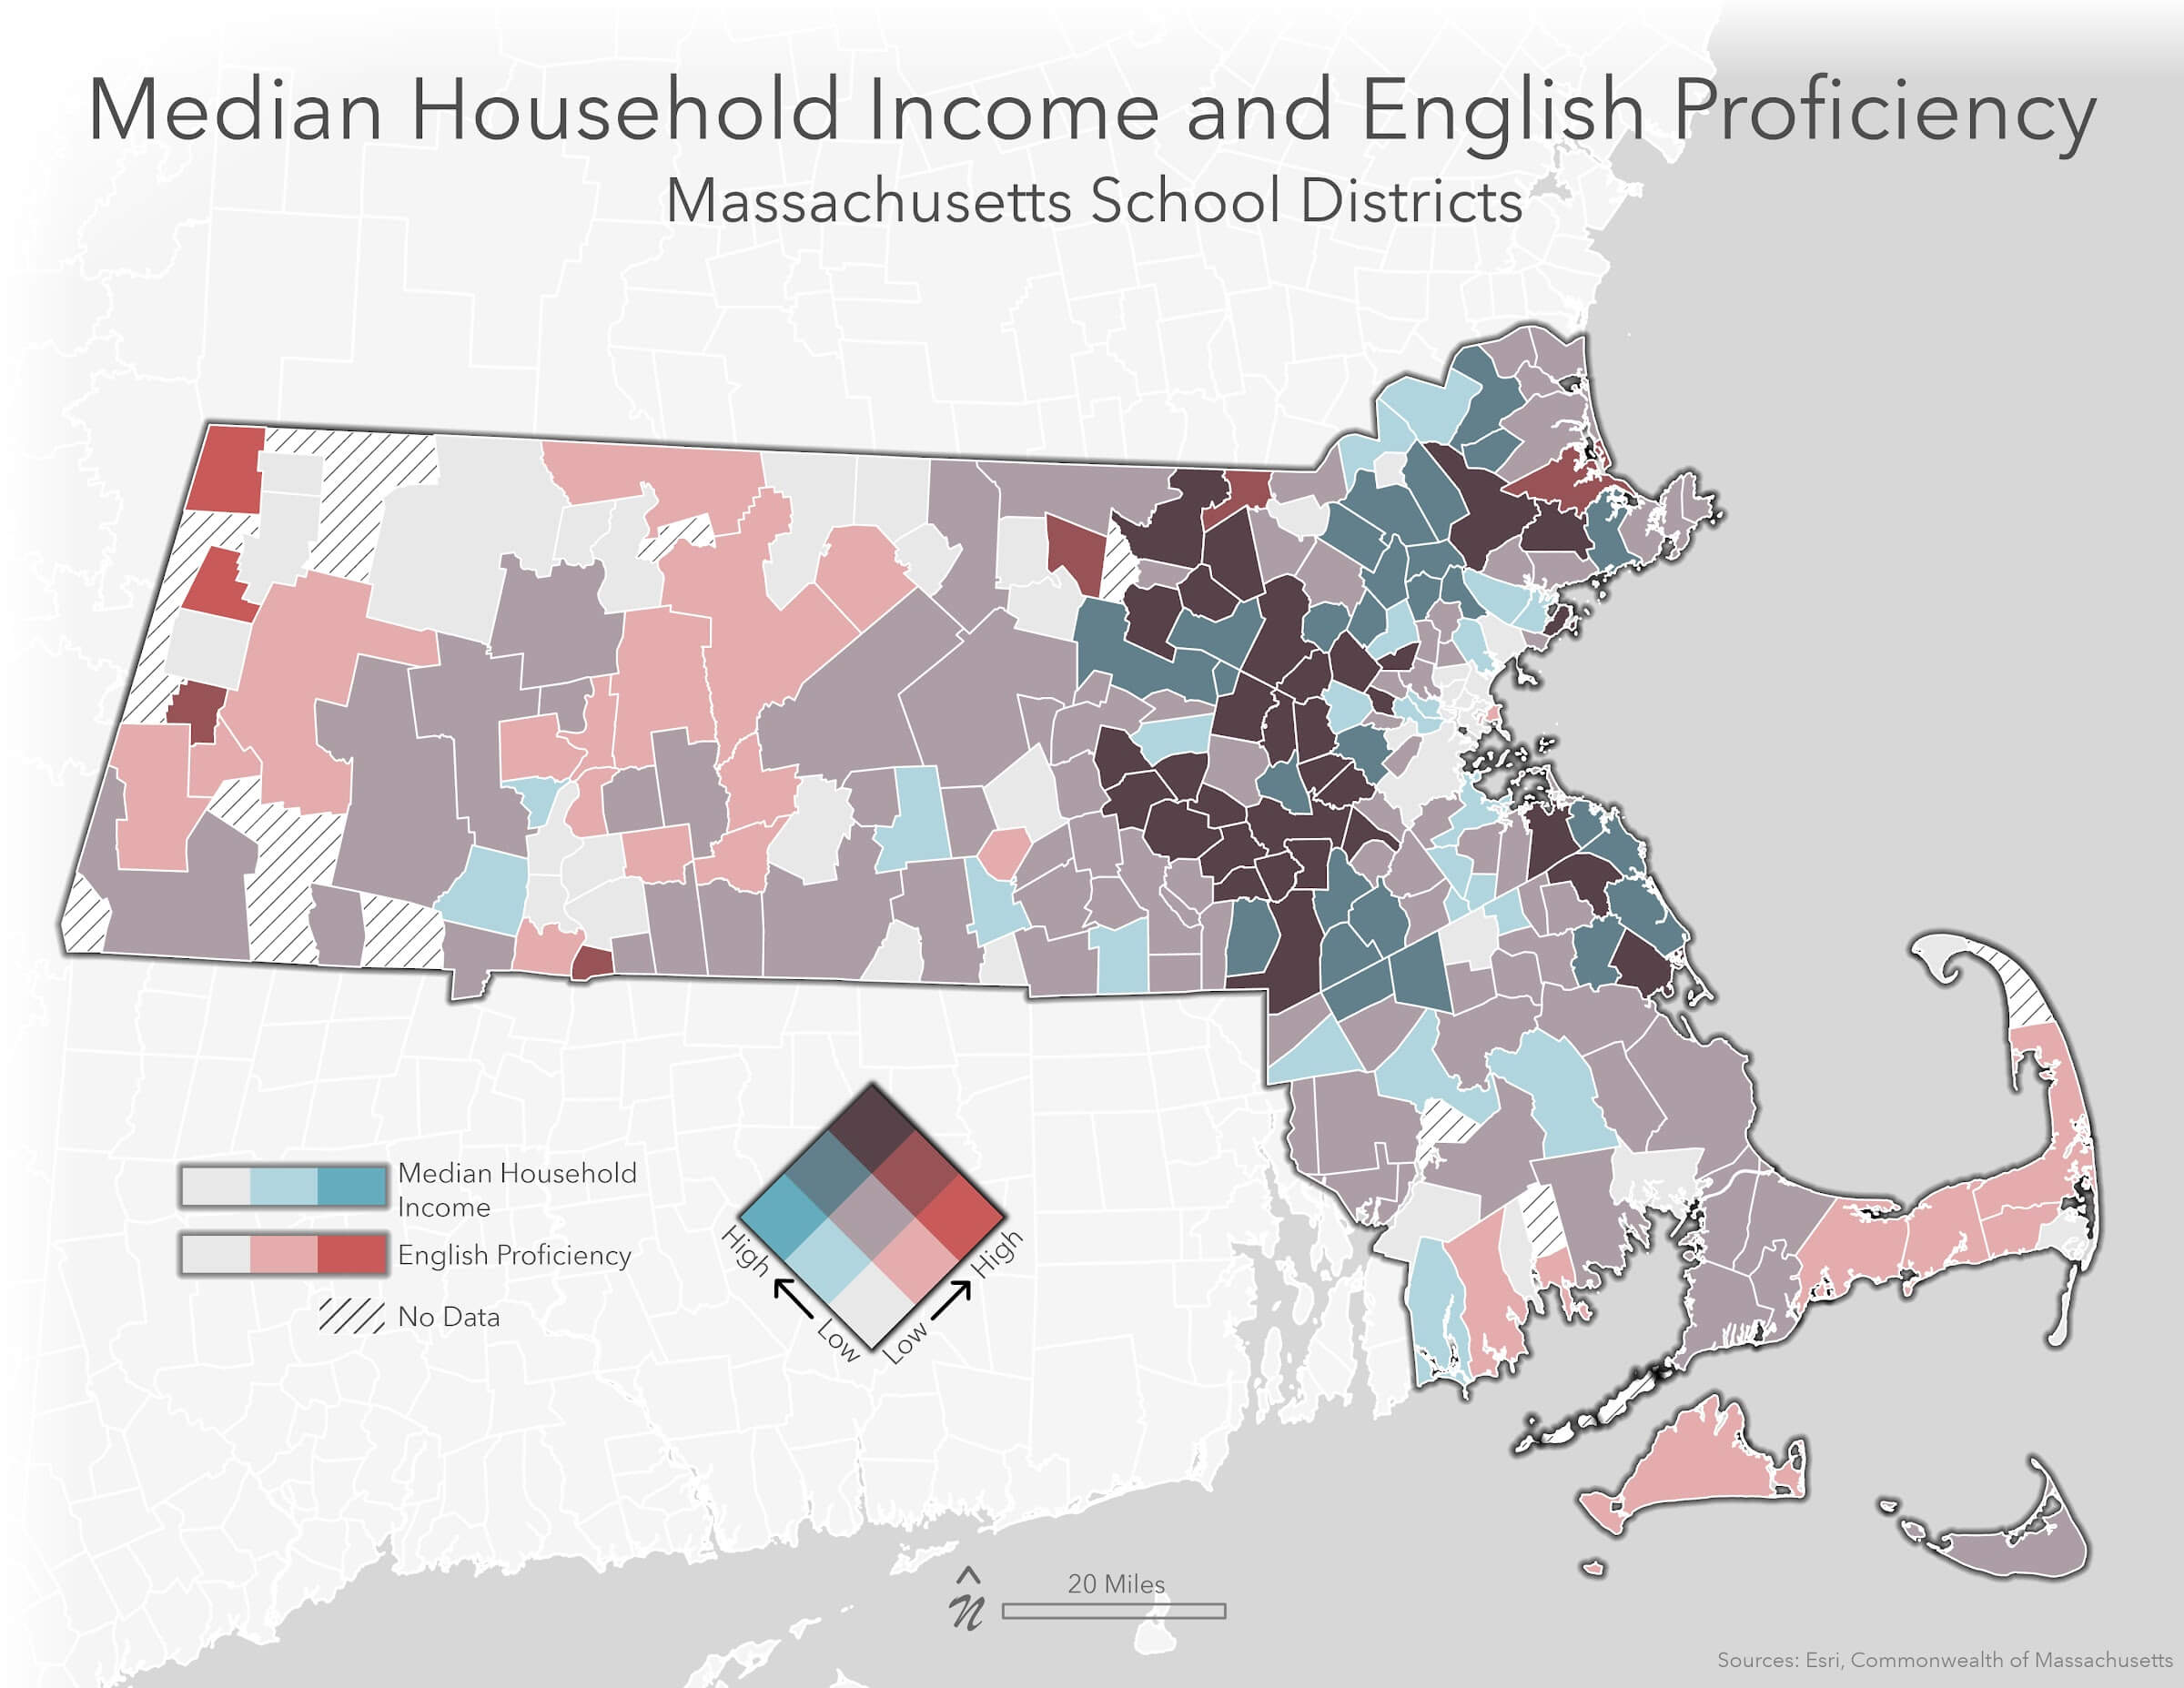 Median Household Income and English Proficiency
Massachusetts School Districts
Median Household
Income
English Proficiency
No Data
High
Low
Low
High
n
20 Miles
Sources: Esri, Commonwealth of Massachusetts